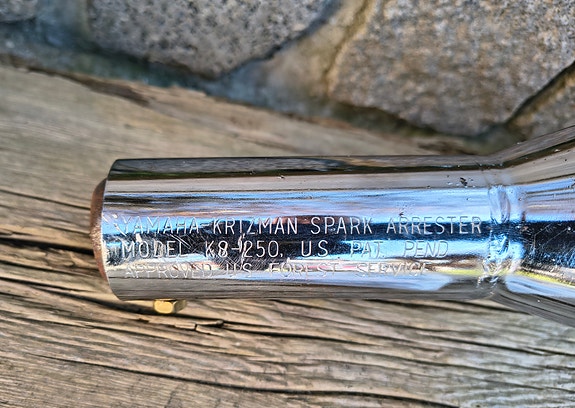 YAMAHA-KRIZMAN SPARK ARRESTER
MODEL K8-250, U.S. PAT. PEND
APPROVED U.S. FOREST SERVICE